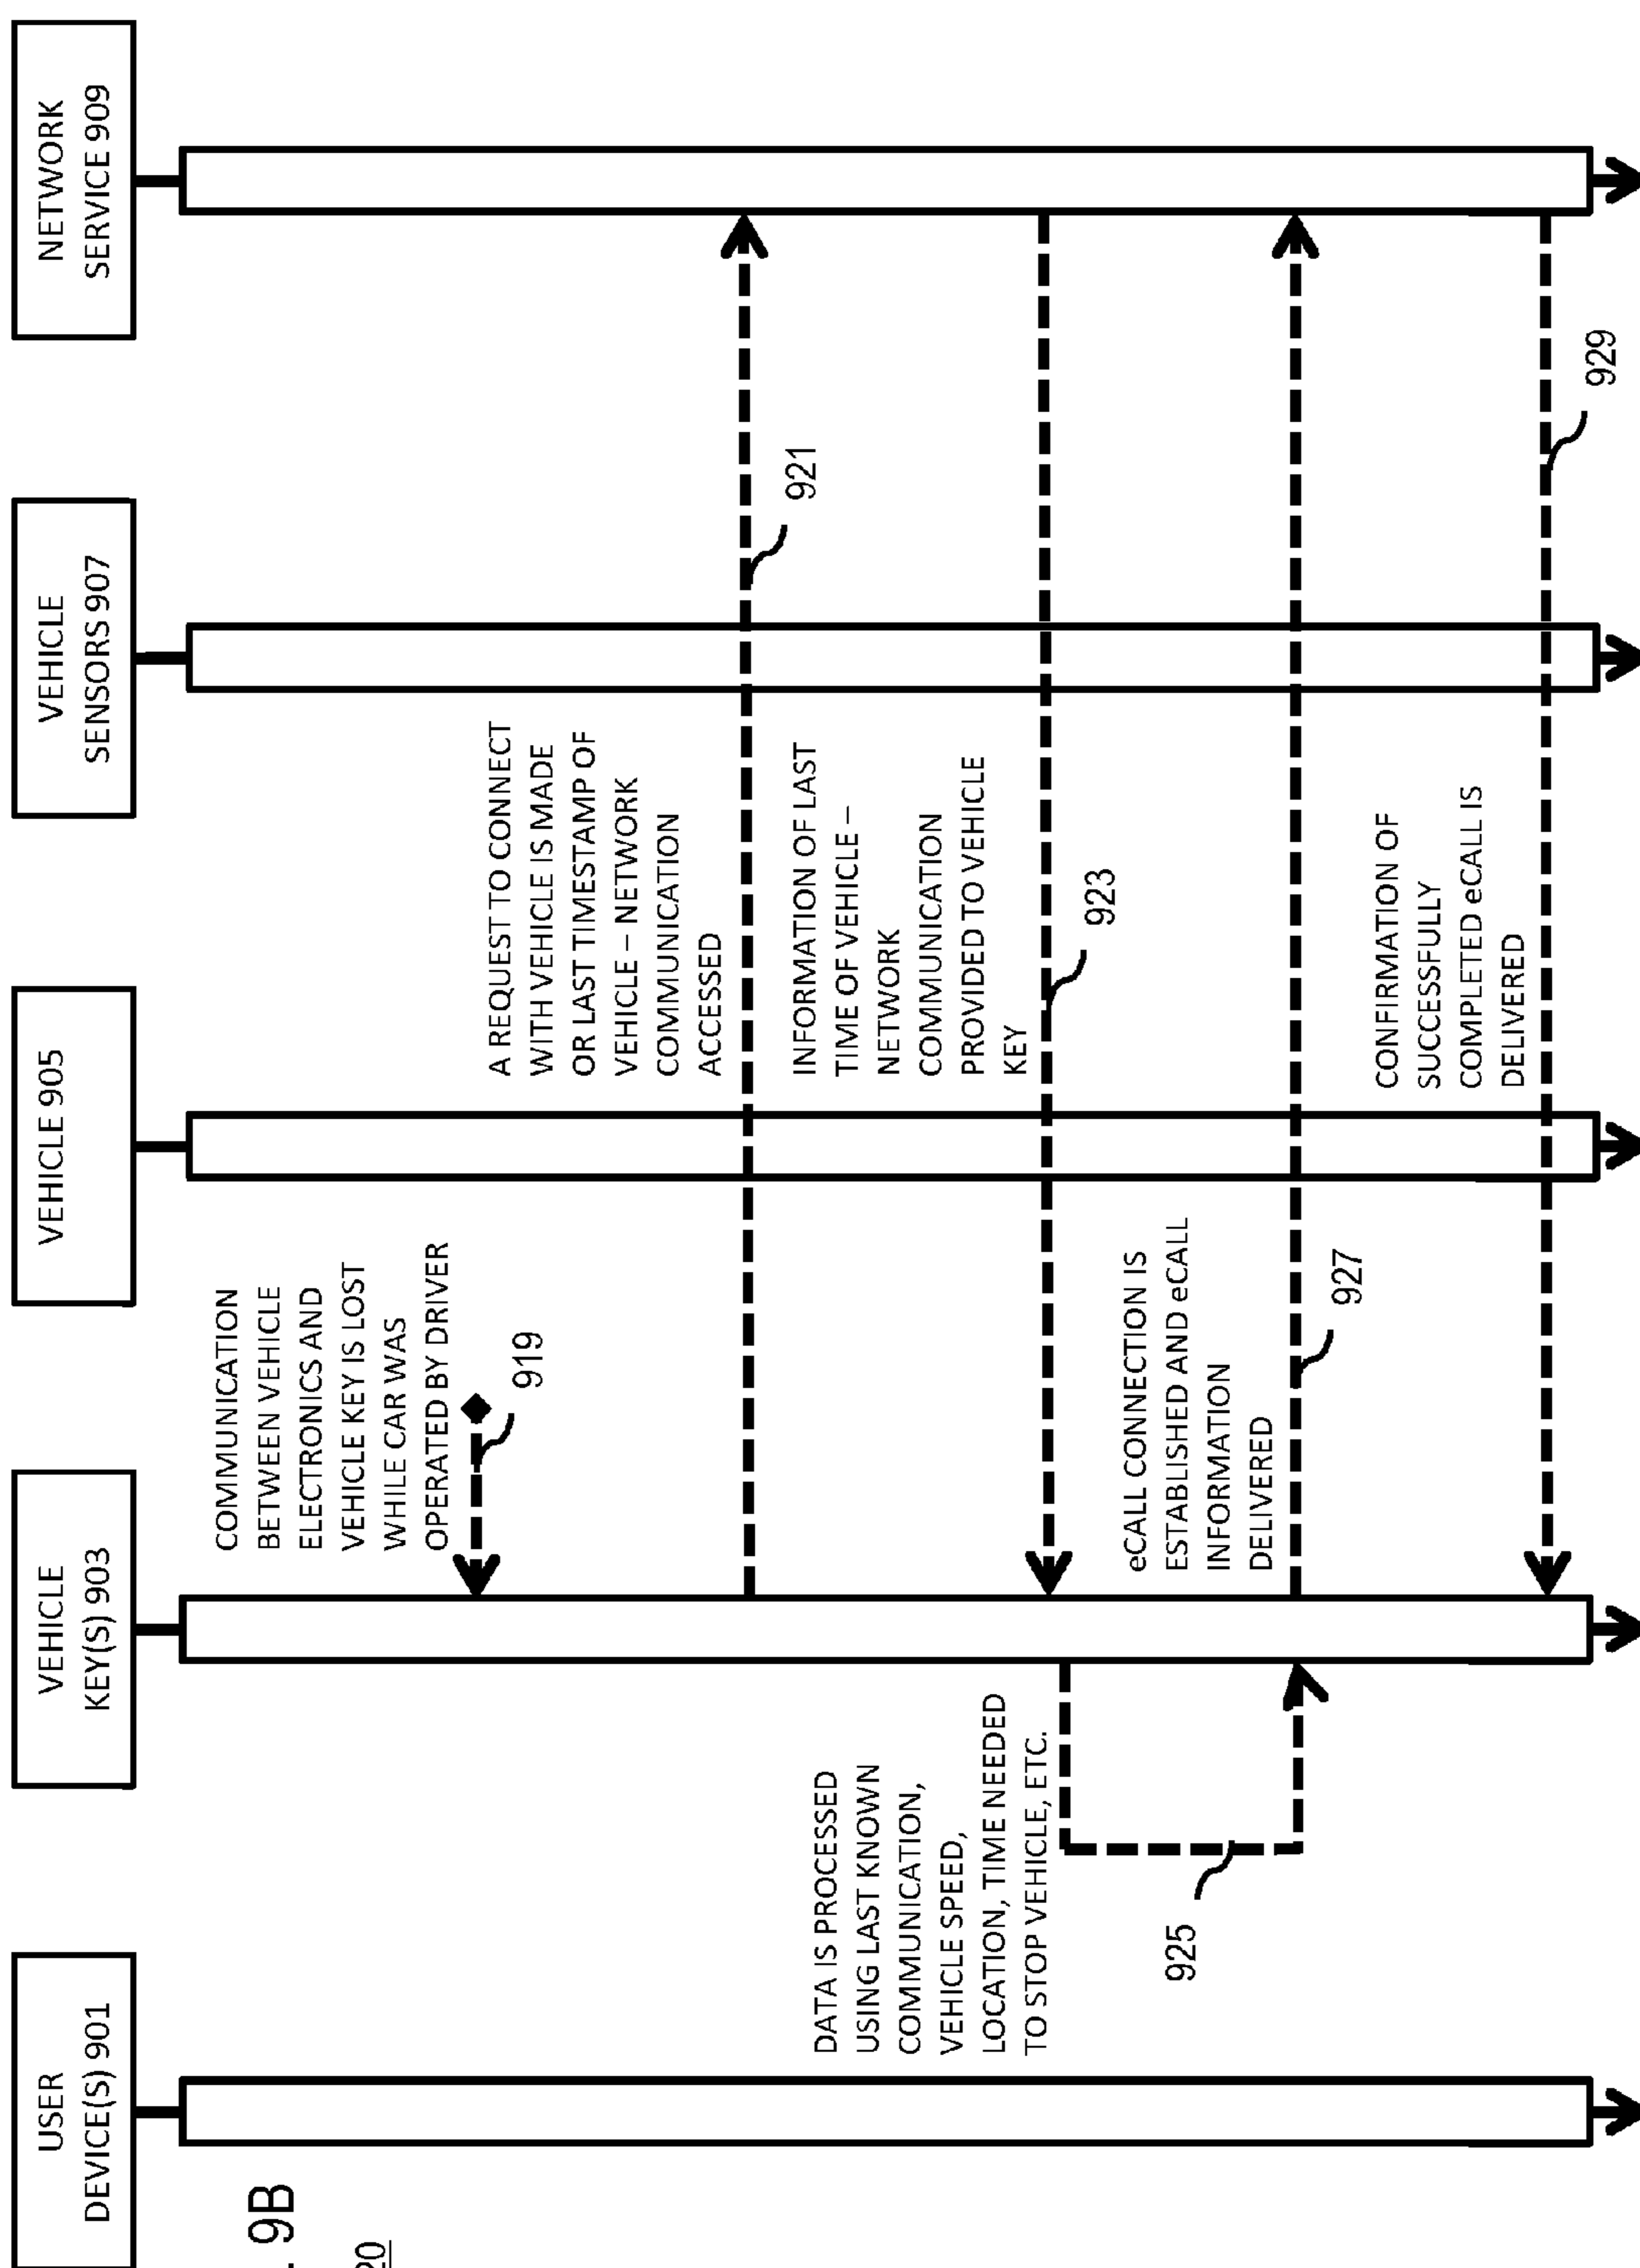 . 9B
20
USER
DEVICE(S) 901
VEHICLE
KEY(S) 903
VEHICLE 905
VEHICLE
SENSORS 907
NETWORK
SERVICE 909
COMMUNICATION
BETWEEN VEHICLE
ELECTRONICS AND
VEHICLE KEY IS LOST
WHILE CAR WAS
OPERATED BY DRIVER
919
A REQUEST TO CONNECT
WITH VEHICLE IS MADE
OR LAST TIMESTAMP OF
VEHICLE – NETWORK
COMMUNICATION
ACCESSED
921
INFORMATION OF LAST
TIME OF VEHICLE –
NETWORK
COMMUNICATION
PROVIDED TO VEHICLE
KEY
923
DATA IS PROCESSED
USING LAST KNOWN
COMMUNICATION,
VEHICLE SPEED,
LOCATION, TIME NEEDED
TO STOP VEHICLE, ETC.
925
eCALL CONNECTION IS
ESTABLISHED AND eCALL
INFORMATION
DELIVERED
927
CONFIRMATION OF
SUCCESSFULLY
COMPLETED eCALL IS
DELIVERED
929